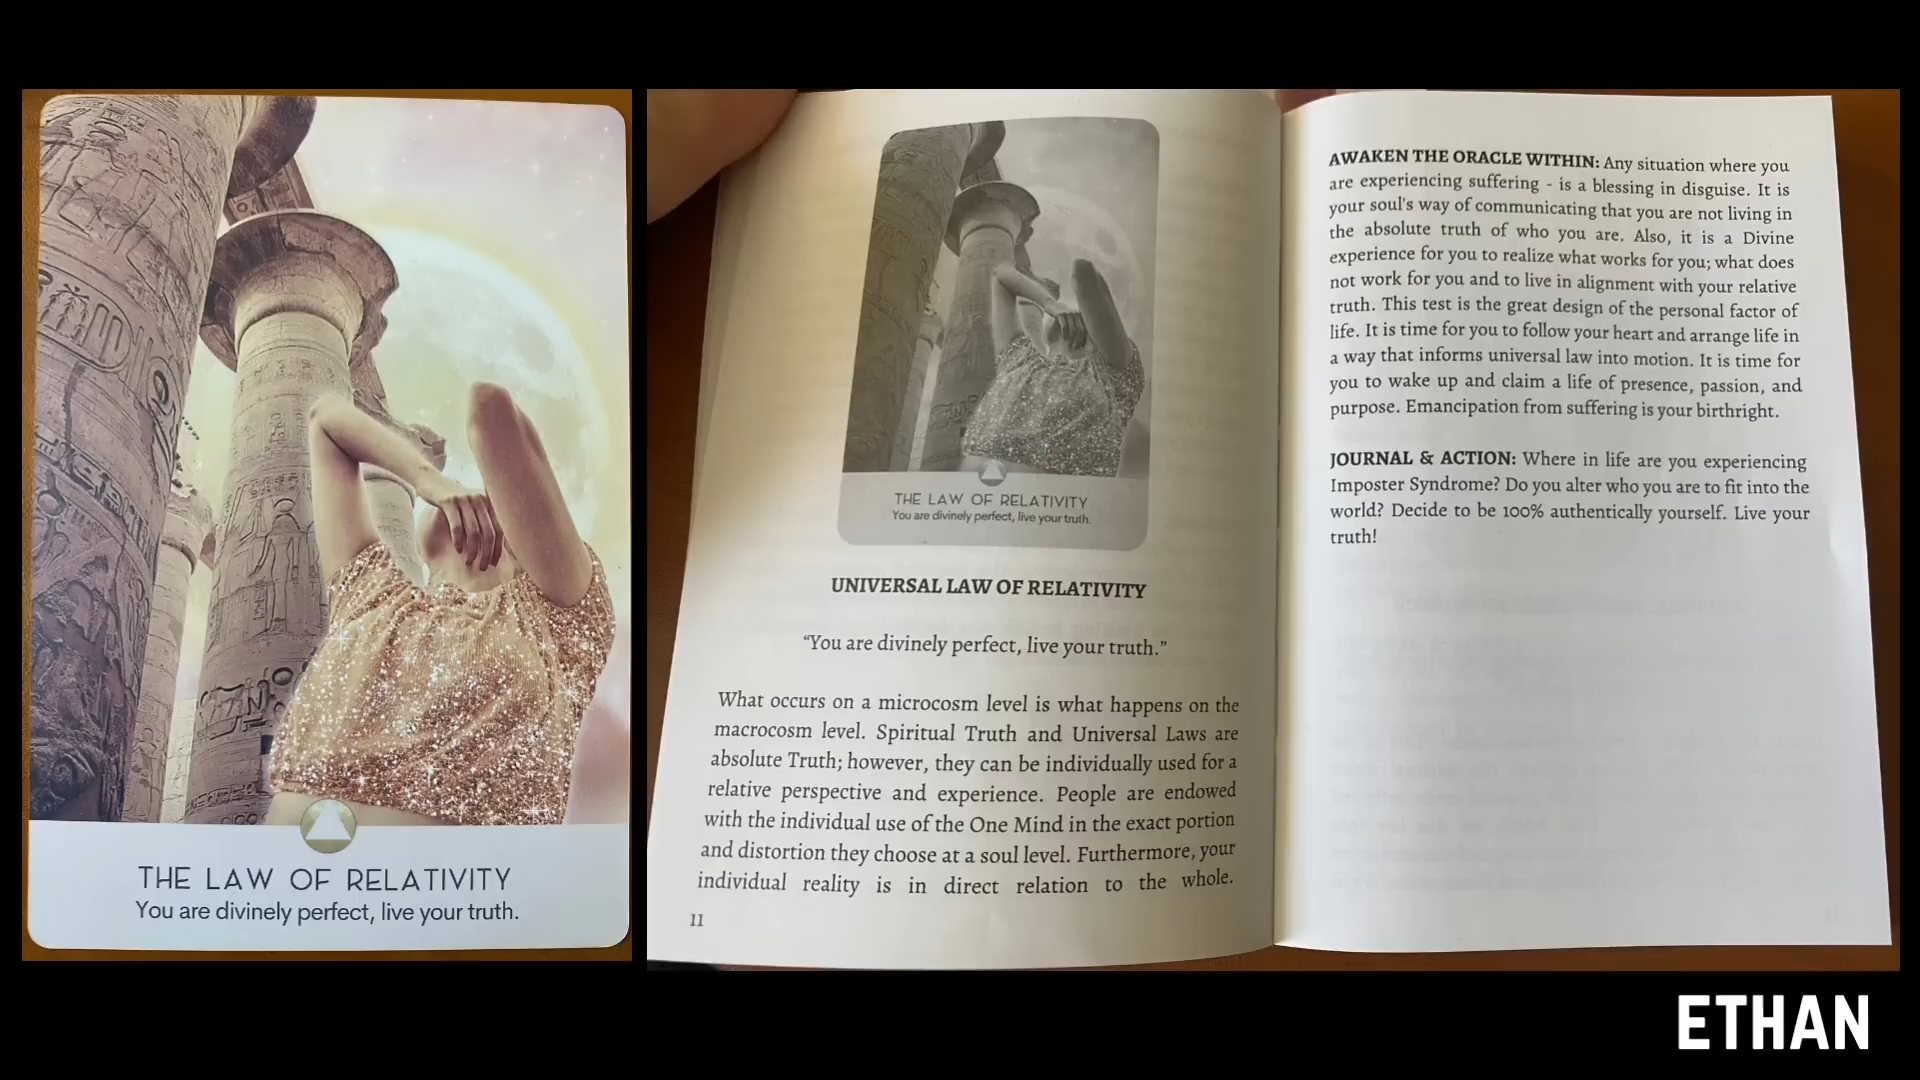 THE LAW OF RELATIVITY
You are divinely perfect, live your truth.
THE LAW OF RELATIVITY
You are divinely perfect, live your truth.
UNIVERSAL LAW OF RELATIVITY
“You are divinely perfect, live your truth.”
What occurs on a microcosm level is what happens on the
macrocosm level. Spiritual Truth and Universal Laws are
absolute Truth; however, they can be individually used for a
relative perspective and experience. People are endowed
with the individual use of the One Mind in the exact portion
and distortion they choose at a soul level. Furthermore, your
individual reality is in direct relation to the whole.
11
AWAKEN THE ORACLE WITHIN: Any situation where you
are experiencing suffering - is a blessing in disguise. It is
your soul's way of communicating that you are not living in
the absolute truth of who you are. Also, it is a Divine
experience for you to realize what works for you; what does
not work for you and to live in alignment with your relative
truth. This test is the great design of the personal factor of
life. It is time for you to follow your heart and arrange life in
a way that informs universal law into motion. It is time for
you to wake up and claim a life of presence, passion, and
purpose. Emancipation from suffering is your birthright.
JOURNAL & ACTION: Where in life are you experiencing
Imposter Syndrome? Do you alter who you are to fit into the
world? Decide to be 100% authentically yourself. Live your
truth!
ETHAN